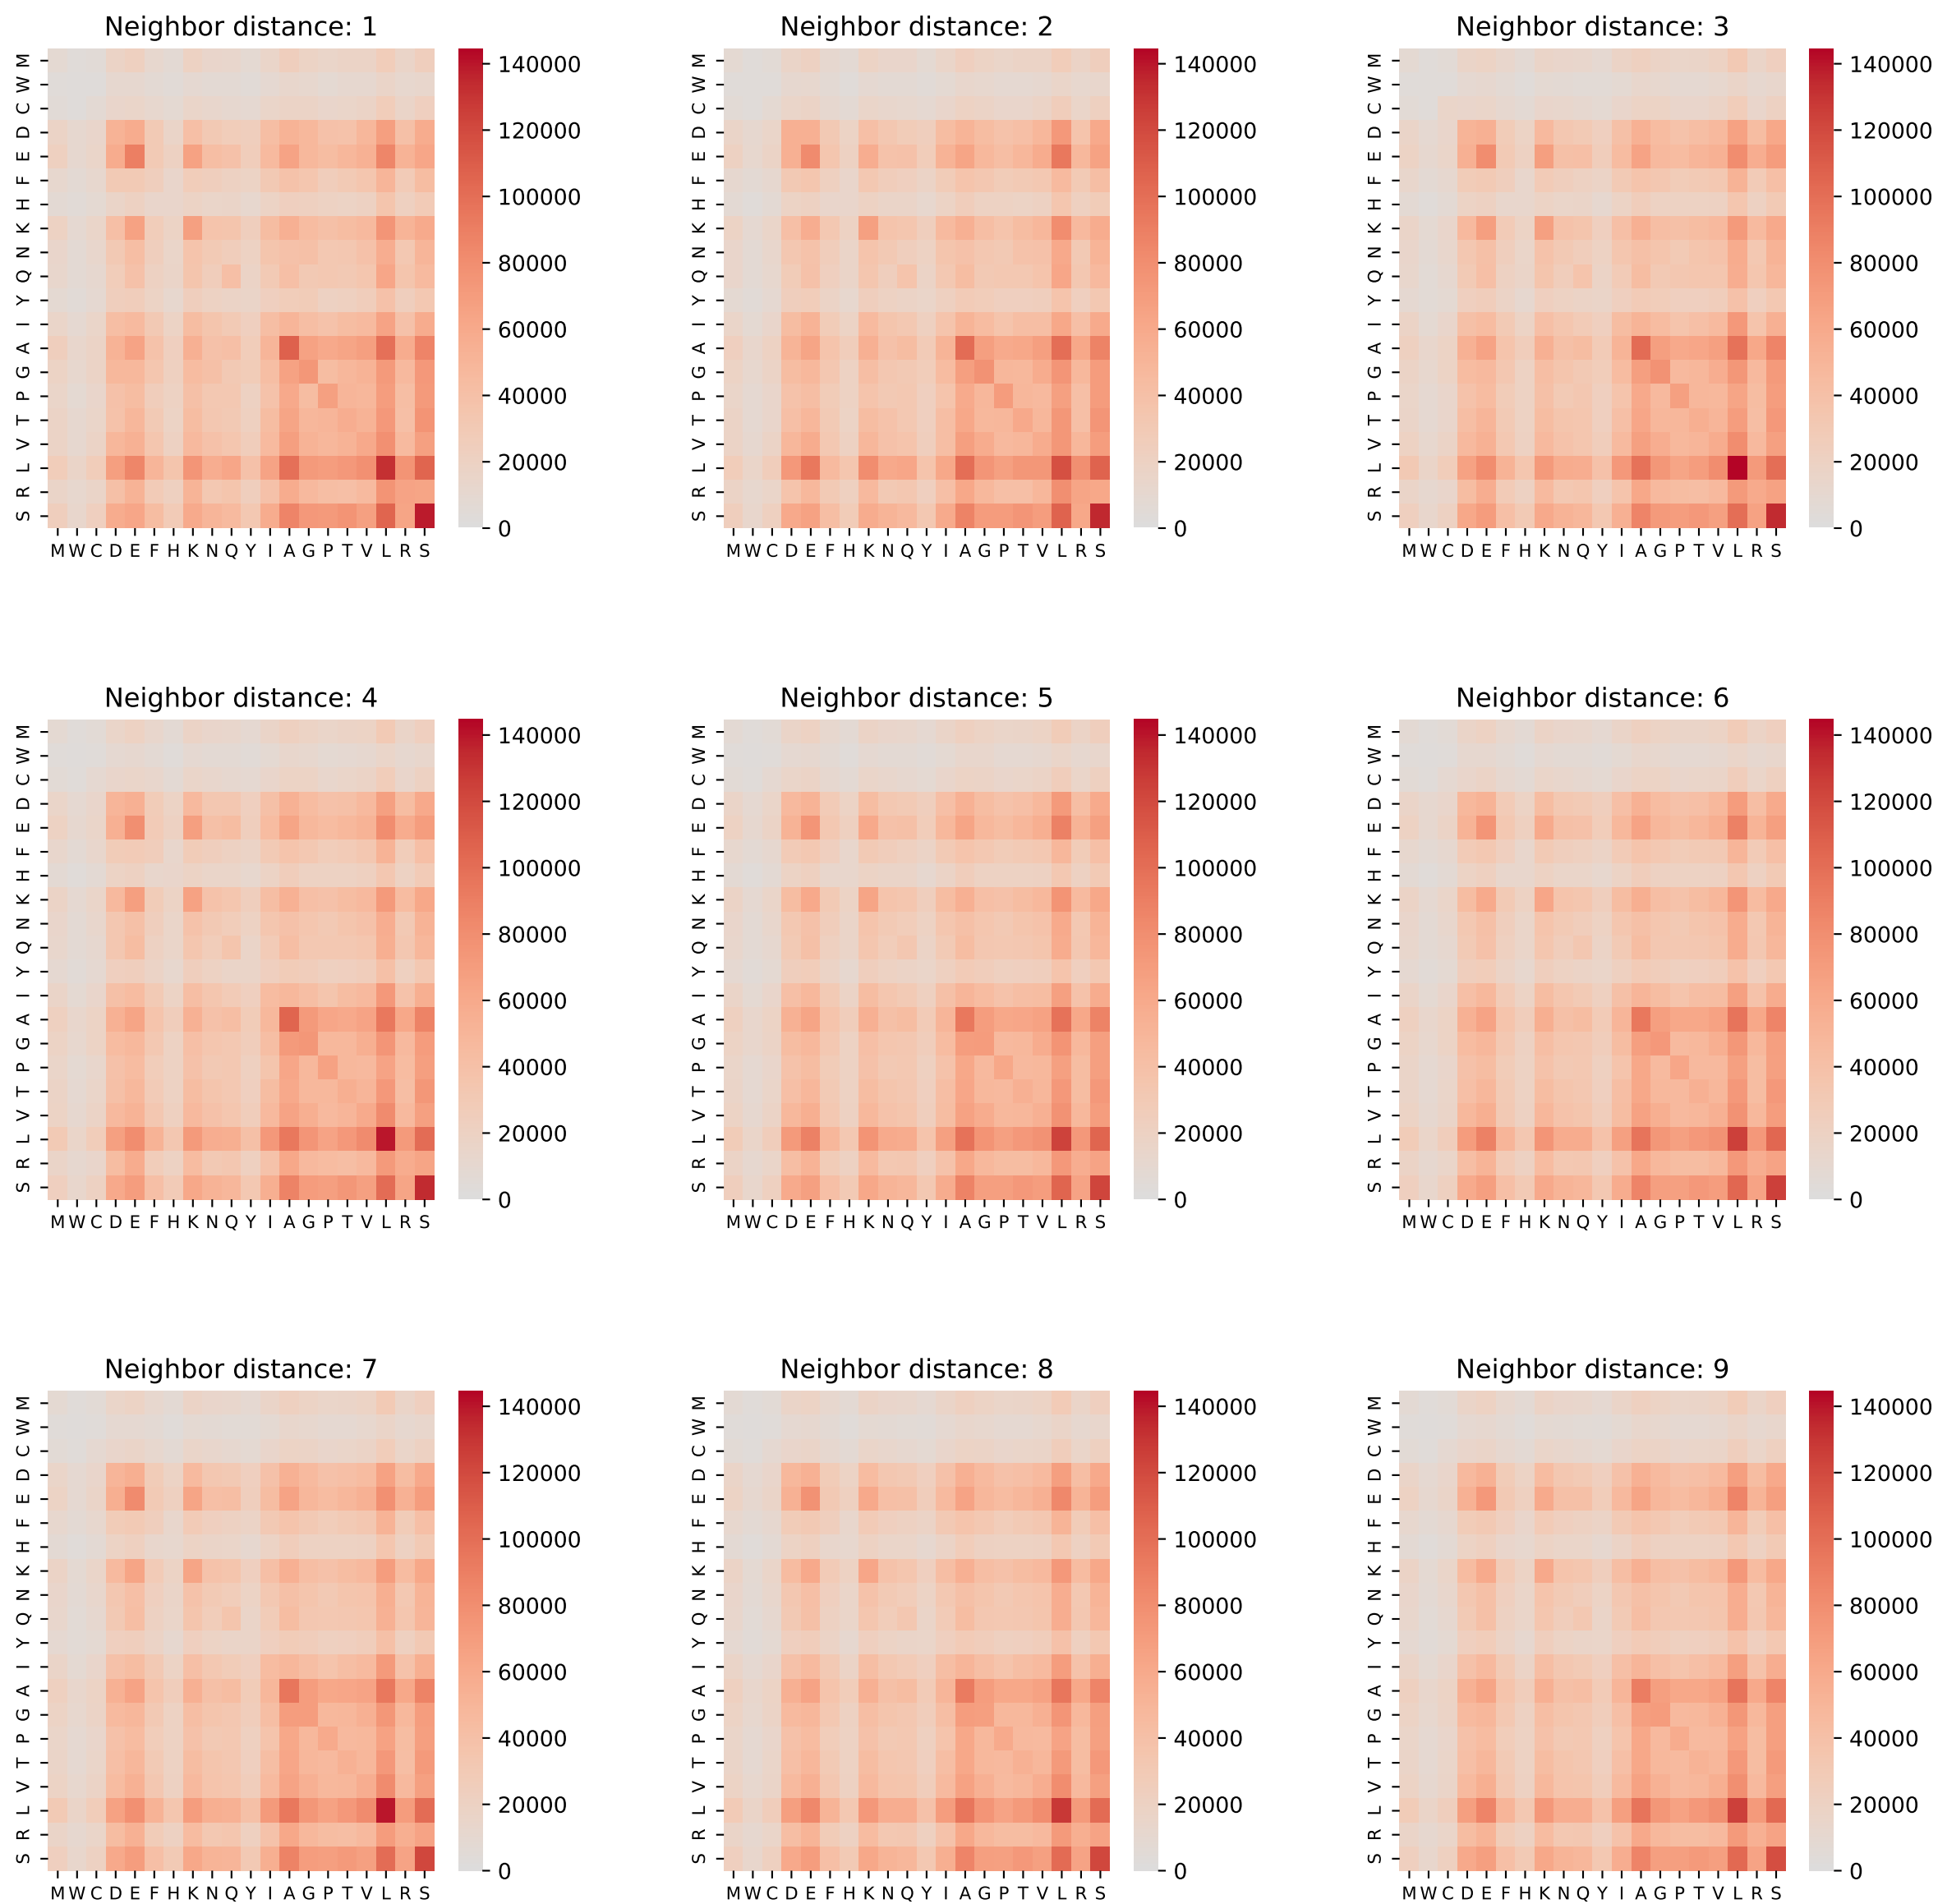 Neighbor distance: 1
M
W
C
D
E
F
H
K
N
Q
Y
I
A
G
P
T
V
L
R
S
M W C D E F H K N Q Y I A G P T V L R S
140000
120000
100000
80000
60000
40000
20000
0
Neighbor distance: 2
M
W
C
D
E
F
H
K
N
Q
Y
I
A
G
P
T
V
L
R
S
M W C D E F H K N Q Y I A G P T V L R S
140000
120000
100000
80000
60000
40000
20000
0
Neighbor distance: 3
M
W
C
D
E
F
H
K
N
Q
Y
I
A
G
P
T
V
L
R
S
M W C D E F H K N Q Y I A G P T V L R S
140000
120000
100000
80000
60000
40000
20000
0
Neighbor distance: 4
M
W
C
D
E
F
H
K
N
Q
Y
I
A
G
P
T
V
L
R
S
M W C D E F H K N Q Y I A G P T V L R S
140000
120000
100000
80000
60000
40000
20000
0
Neighbor distance: 5
M
W
C
D
E
F
H
K
N
Q
Y
I
A
G
P
T
V
L
R
S
M W C D E F H K N Q Y I A G P T V L R S
140000
120000
100000
80000
60000
40000
20000
0
Neighbor distance: 6
M
W
C
D
E
F
H
K
N
Q
Y
I
A
G
P
T
V
L
R
S
M W C D E F H K N Q Y I A G P T V L R S
140000
120000
100000
80000
60000
40000
20000
0
Neighbor distance: 7
M
W
C
D
E
F
H
K
N
Q
Y
I
A
G
P
T
V
L
R
S
M W C D E F H K N Q Y I A G P T V L R S
140000
120000
100000
80000
60000
40000
20000
0
Neighbor distance: 8
M
W
C
D
E
F
H
K
N
Q
Y
I
A
G
P
T
V
L
R
S
M W C D E F H K N Q Y I A G P T V L R S
140000
120000
100000
80000
60000
40000
20000
0
Neighbor distance: 9
M
W
C
D
E
F
H
K
N
Q
Y
I
A
G
P
T
V
L
R
S
M W C D E F H K N Q Y I A G P T V L R S
140000
120000
100000
80000
60000
40000
20000
0